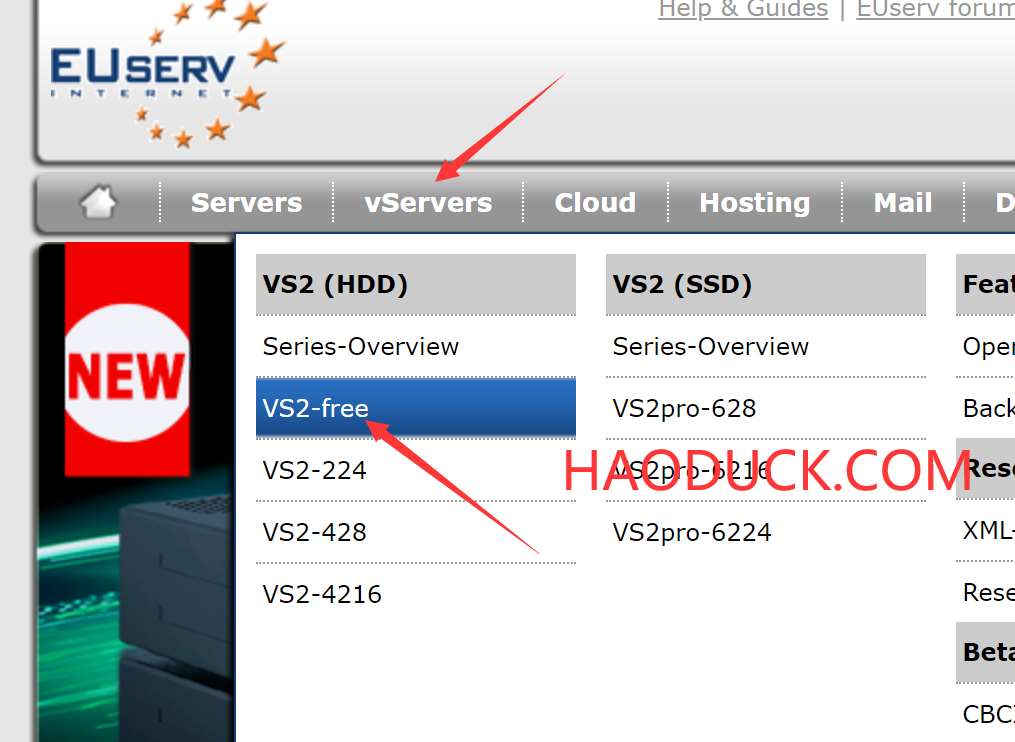 Help & Guides | EUserv forum
EUSERV
INTERNET
Servers vServers Cloud Hosting Mail D
NEW
VS2 (HDD)
Series-Overview
VS2-free
VS2-224
VS2-428
VS2-4216
VS2 (SSD)
Series-Overview
VS2pro-628
VS2pro-6216
VS2pro-6224
HAODUCK.COM
Feat
Oper
Back
Rese
XML-
Rese
Beta